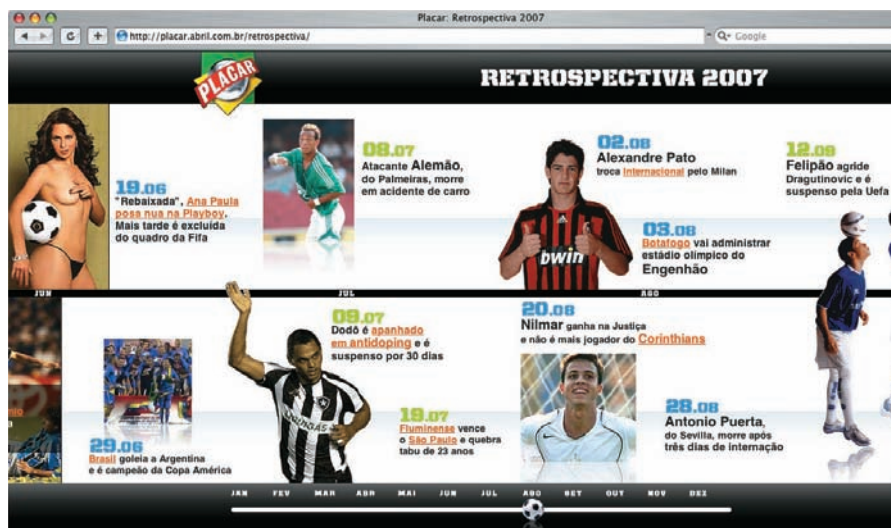 Placar: Retrospectiva 2007
http://placar.abril.com.br/retrospectiva/
Google
PLACAR
RETROSPECTIVA 2007
19.06
"Rebaixada", Ana Paula
posa nua na Playboy.
Mais tarde é excluída
do quadro da Fifa
08.07
Atacante Alemão,
do Palmeiras, morre
em acidente de carro
02.08
Alexandre Pato
troca Internacional pelo Milan
03.08
Botafogo vai administrar
estádio olímpico do
Engenhão
bwin
12.09
Felipão agride
Dragutinovic e é
suspenso pela Uefa
JUN
JUL
AGO
29.06
Brasil goleia a Argentina
e é campeão da Copa América
09.07
Dodô é apanhado
em antidoping e é
suspenso por 30 dias
19.07
Fluminense vence
o São Paulo e quebra
tabu de 23 anos
20.08
Nilmar ganha na Justiça
e não é mais jogador do Corinthians
28.08
Antonio Puerta,
do Sevilla, morre após
três dias de internação
JAN FEV MAR ABR MAI JUN JUL AGO SET OUT NOV DEZ